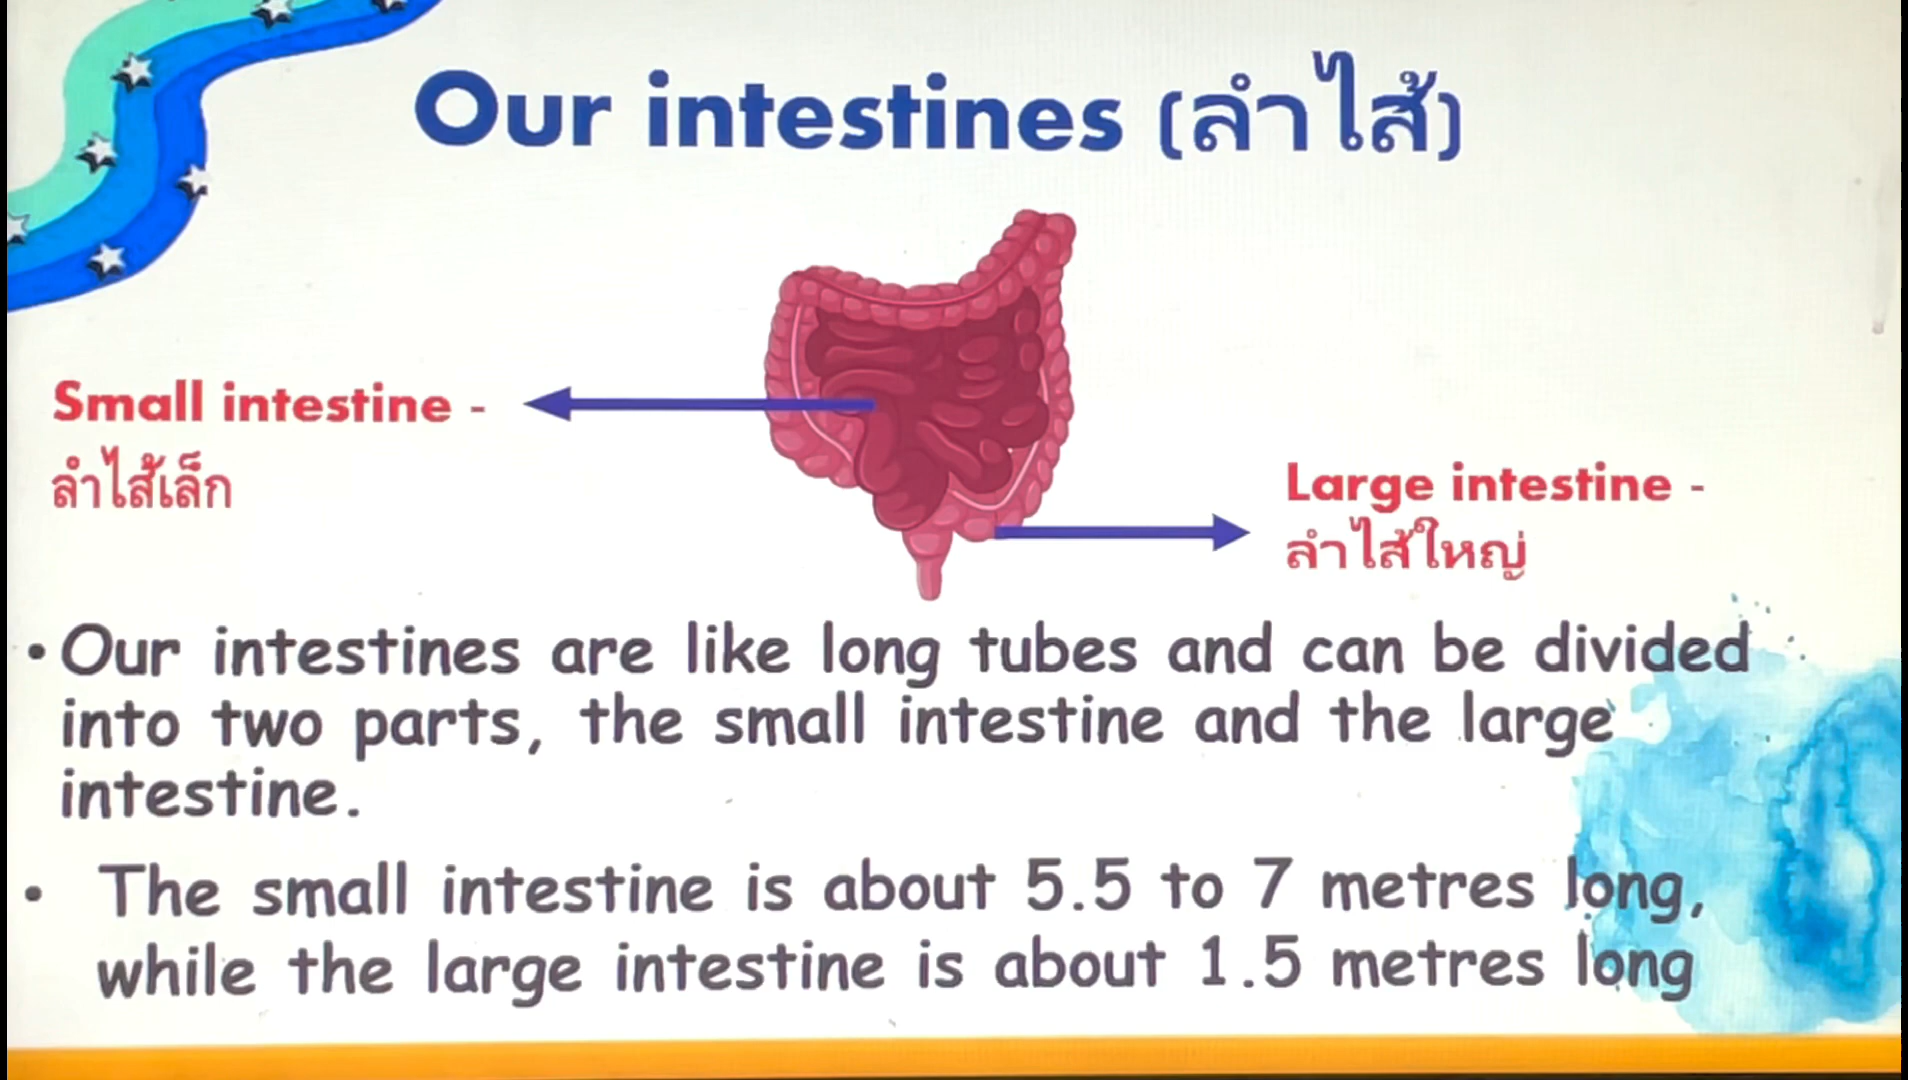 Our intestines (ลำไส้)
Small intestine -
ลำไส้เล็ก
Large intestine -
ลำไส้ใหญ่
• Our intestines are like long tubes and can be divided
into two parts, the small intestine and the large
intestine.
• The small intestine is about 5.5 to 7 metres long,
while the large intestine is about 1.5 metres long